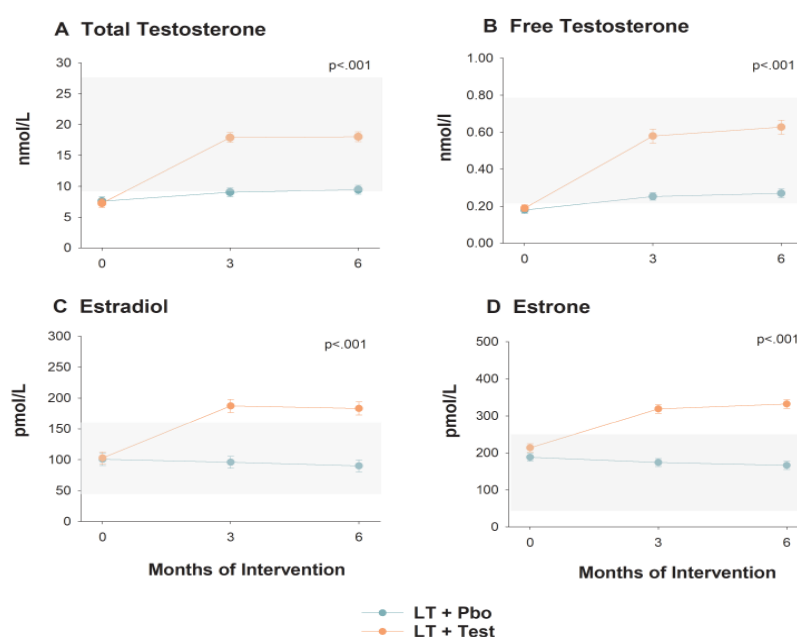 A Total Testosterone
p<.001
30
25
20
15
10
5
0
nmol/L
0 3 6
B Free Testosterone
p<.001
1.00
0.80
0.60
0.40
0.20
0.00
nmol/l
0 3 6
C Estradiol
p<.001
300
250
200
150
100
50
0
pmol/L
0 3 6
Months of Intervention
D Estrone
p<.001
500
400
300
200
100
0
pmol/L
0 3 6
Months of Intervention
LT + Pbo
LT + Test